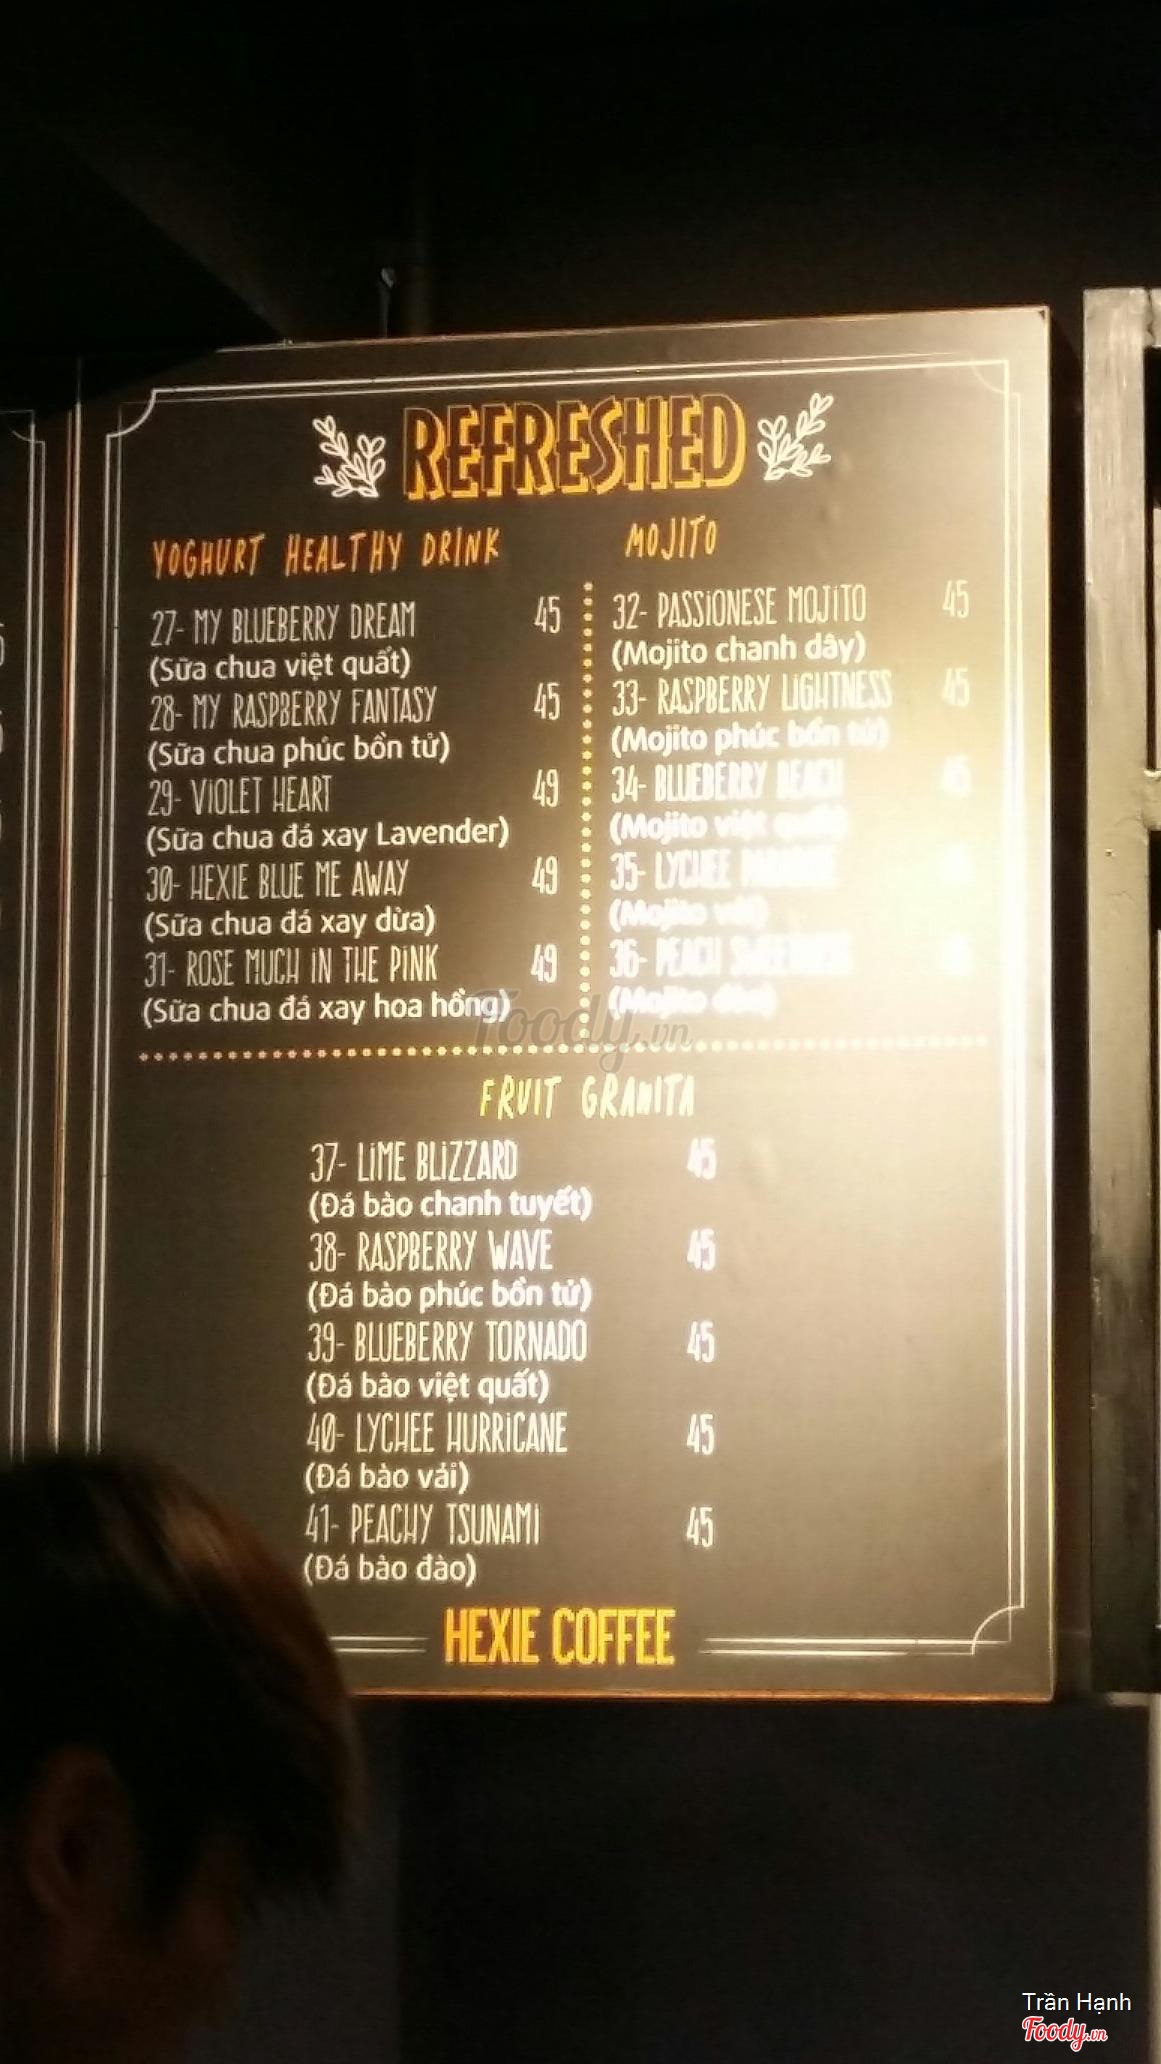 REFRESHED
YOGHURT HEALTHY DRINK
27- MY BLUEBERRY DREAM 45
(Sữa chua việt quất)
28- MY RASPBERRY FANTASY 45
(Sữa chua phúc bồn tử)
29- VIOLET HEART 49
(Sữa chua đá xay Lavender)
30- HEXIE BLUE ME AWAY 49
(Sữa chua đá xay dừa)
31- ROSE MUCH IN THE PINK 49
(Sữa chua đá xay hoa hồng)
MOJITO
32- PASSIONESE MOJITO 45
(Mojito chanh dây)
33- RASPBERRY LIGHTNESS 45
(Mojito phúc bồn tử)
34- BLUEBERRY BEACH 45
(Mojito việt quất)
35- LYCHEE
(Mojito vải)
36- PEACH
(Mojito đào)
FRUIT GRANITA
37- LIME BLIZZARD 45
(Đá bào chanh tuyết)
38- RASPBERRY WAVE 45
(Đá bào phúc bồn tử)
39- BLUEBERRY TORNADO 45
(Đá bào việt quất)
40- LYCHEE HURRICANE 45
(Đá bào vải)
41- PEACHY TSUNAMI 45
(Đá bào đào)
HEXIE COFFEE
Foody.vn
Trần Hạnh
Foody.vn